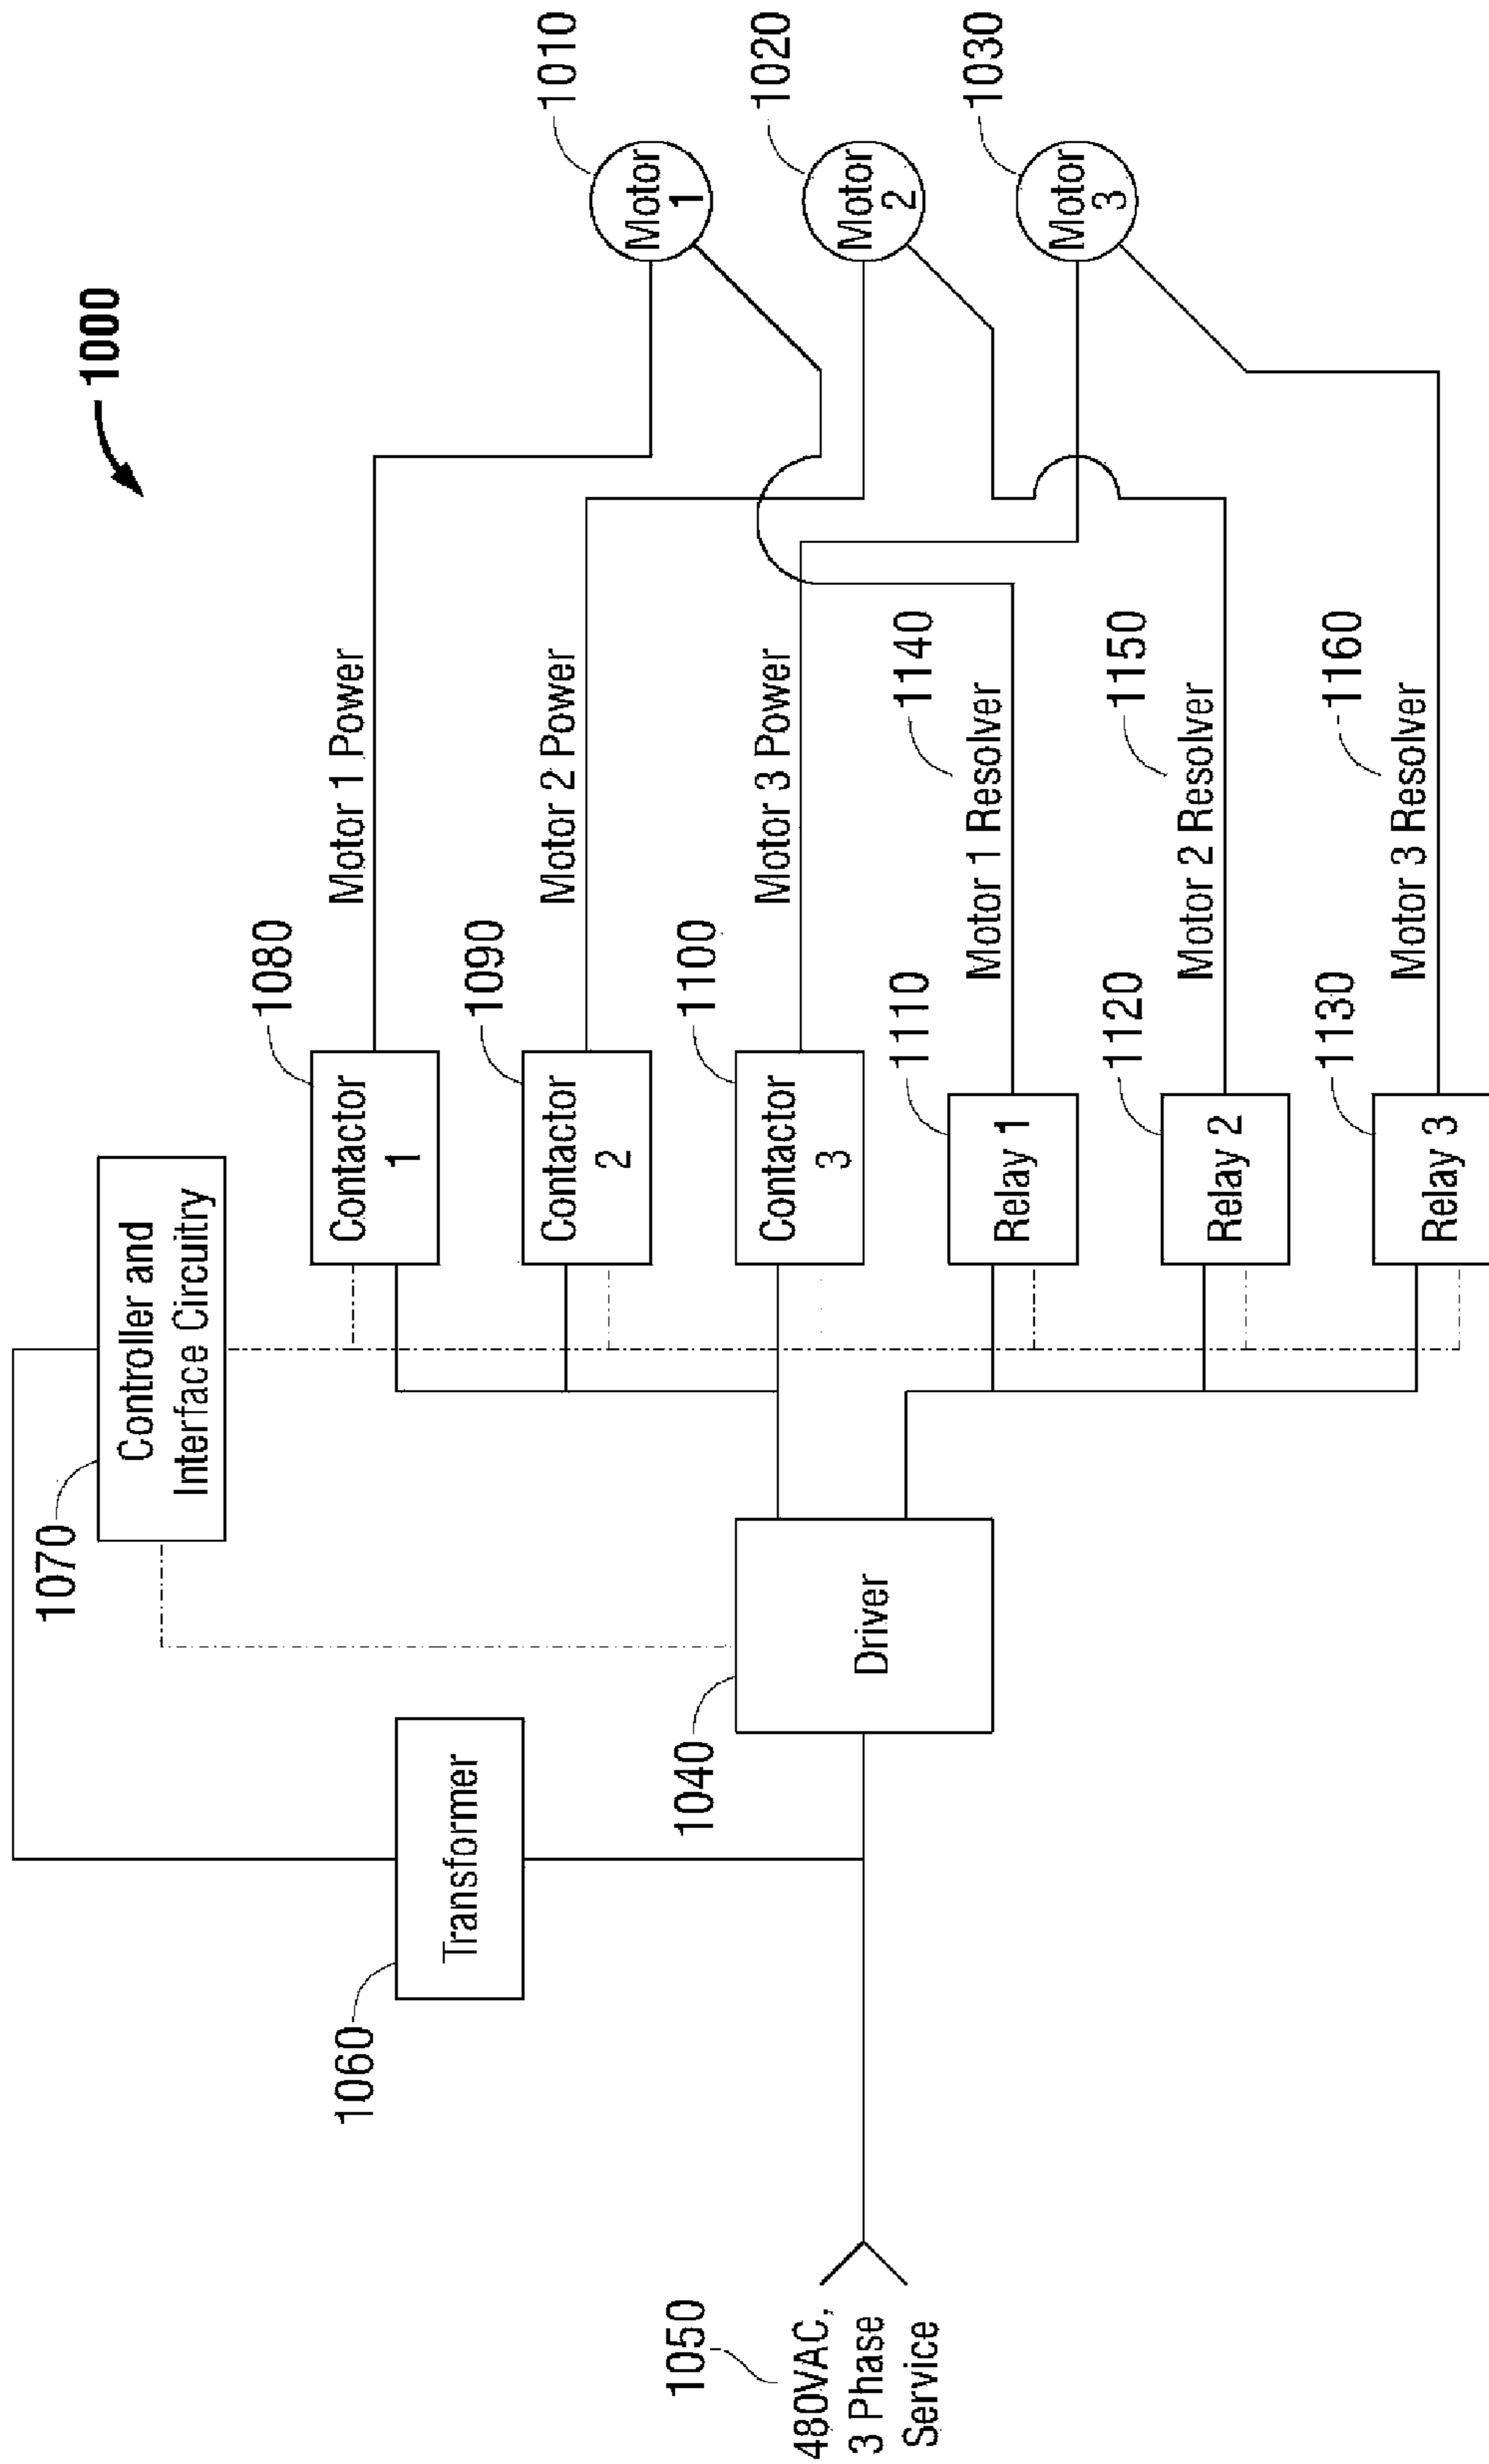 1000
1070
Controller and
Interface Circuitry
1060
Transformer
1050
480VAC,
3 Phase
Service
1040
Driver
1080
Contactor
1
1090
Contactor
2
1100
Contactor
3
1110
Relay 1
1120
Relay 2
1130
Relay 3
Motor 1 Power
Motor 2 Power
Motor 3 Power
1140
Motor 1 Resolver
1150
Motor 2 Resolver
1160
Motor 3 Resolver
1010
Motor
1
1020
Motor
2
1030
Motor
3